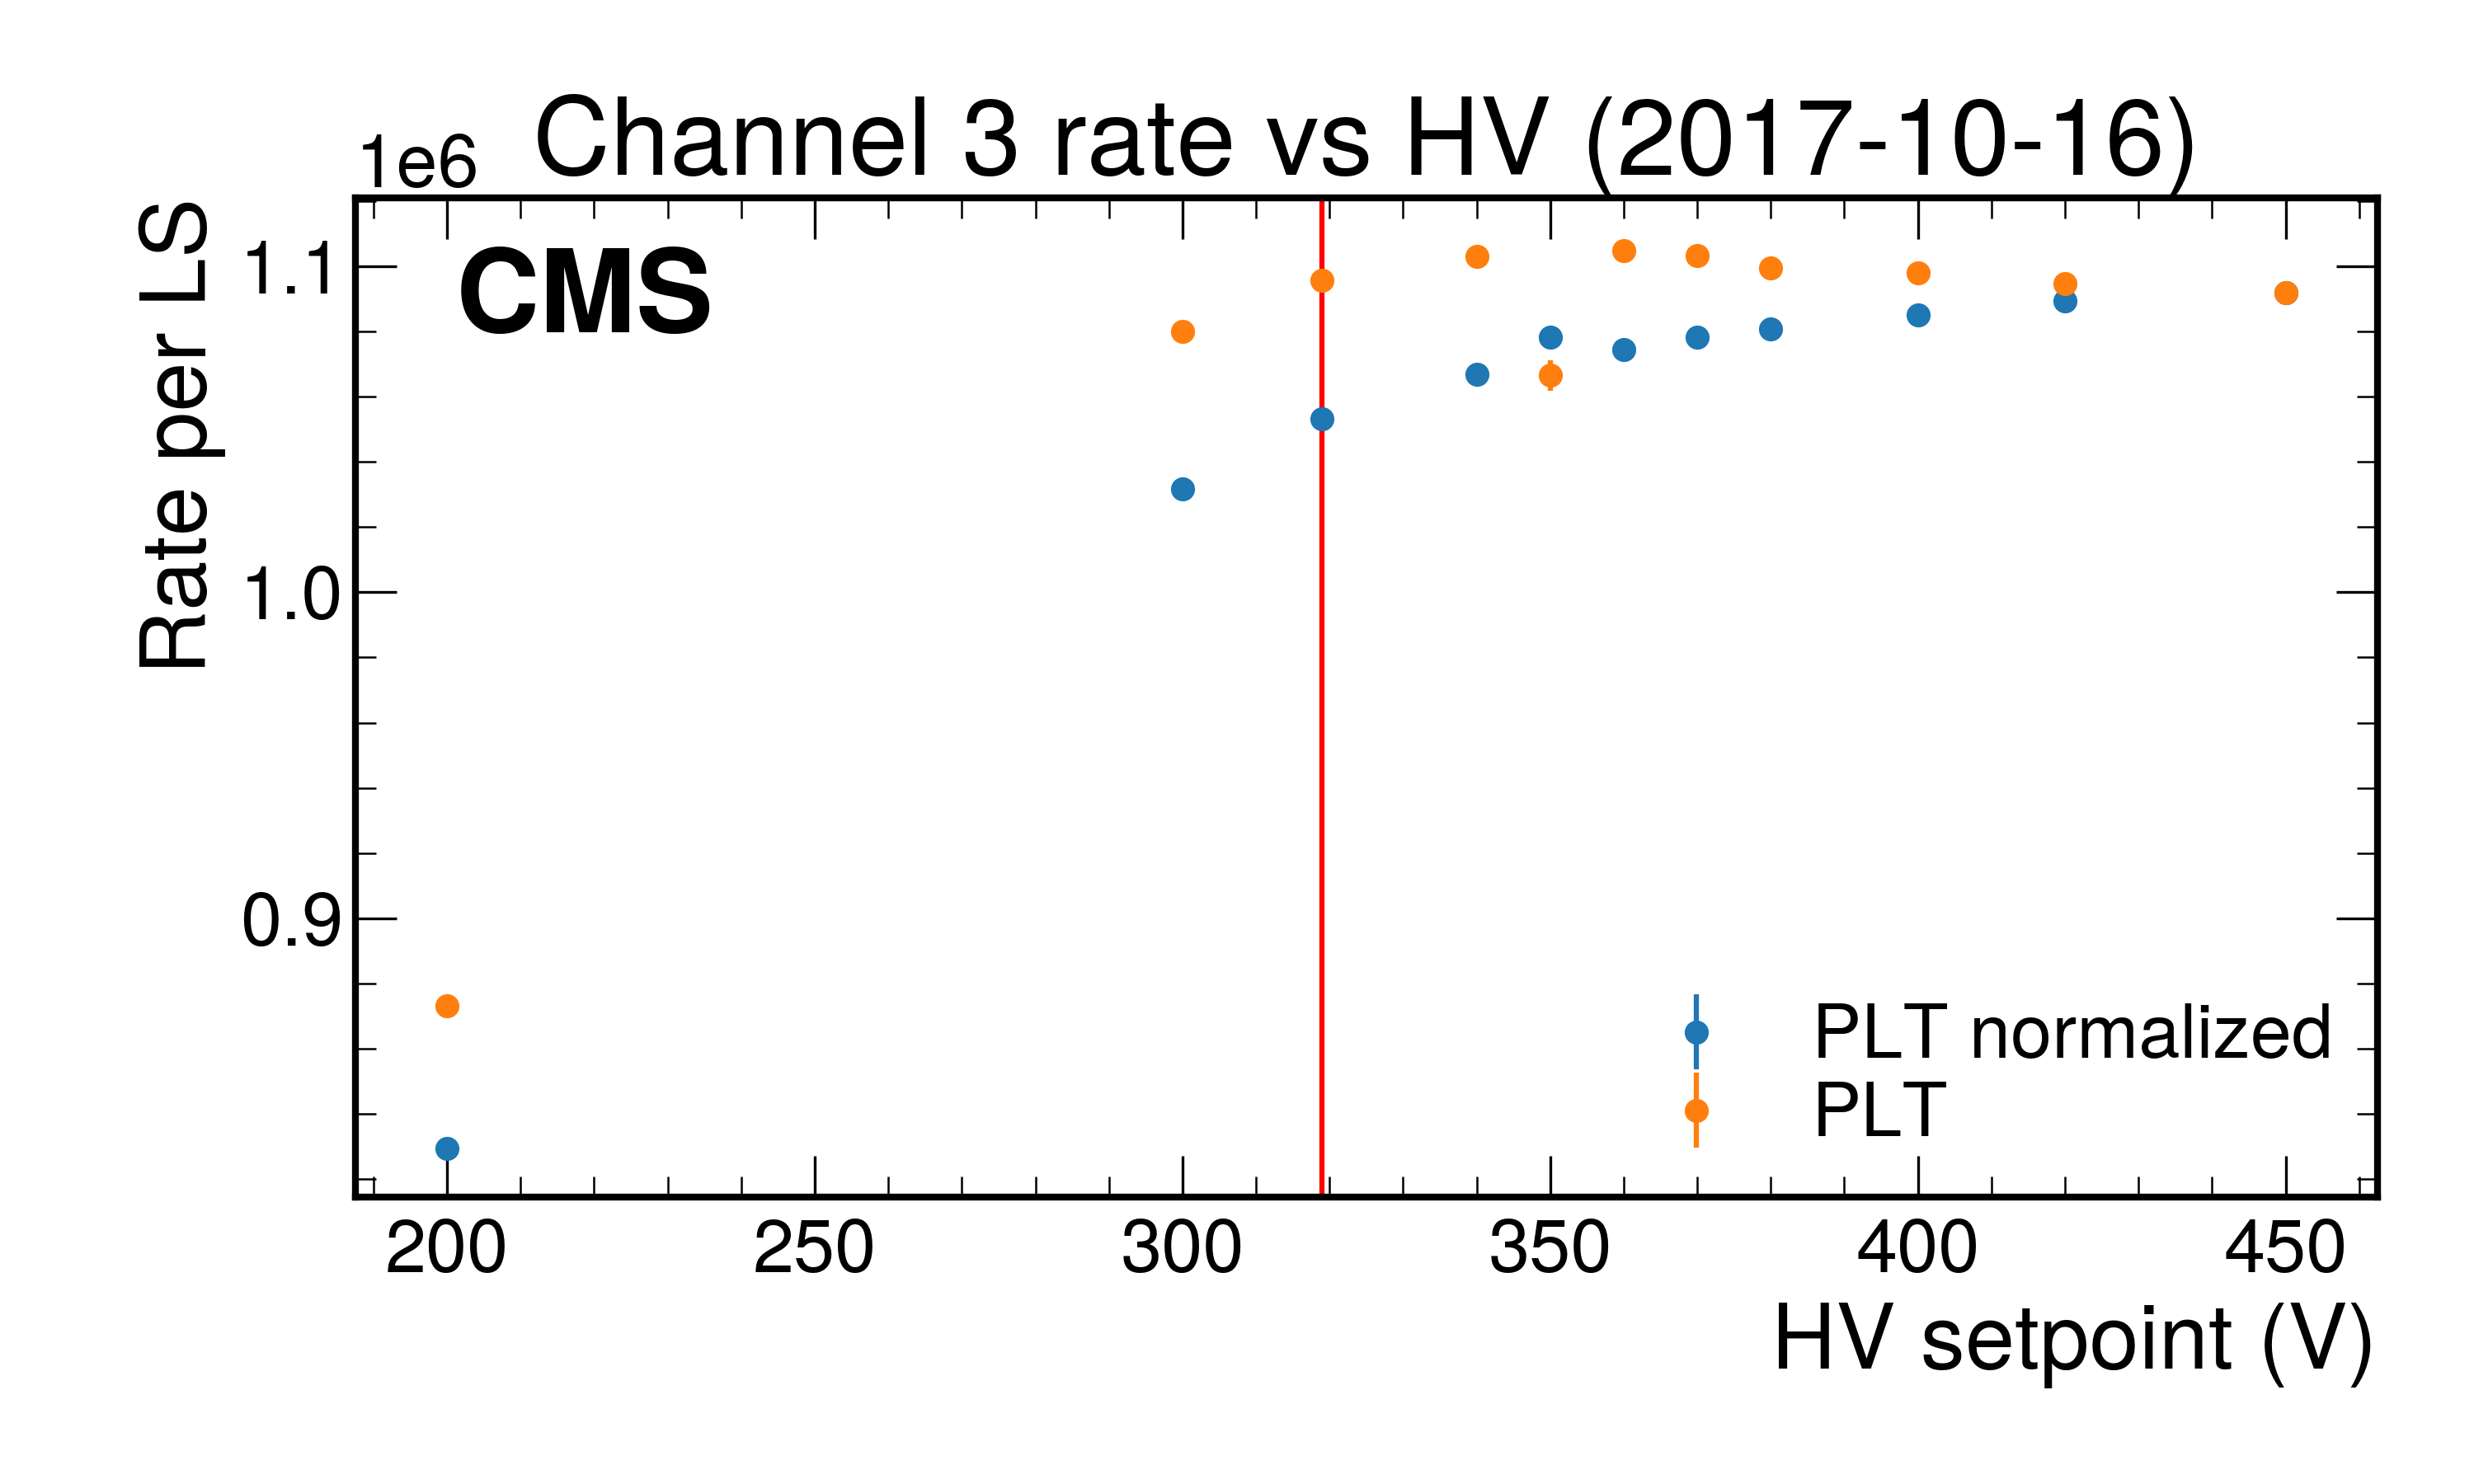 Channel 3 rate vs HV (2017-10-16)
1e6
CMS
Rate per LS
1.1
1.0
0.9
PLT normalized
PLT
200 250 300 350 400 450
HV setpoint (V)